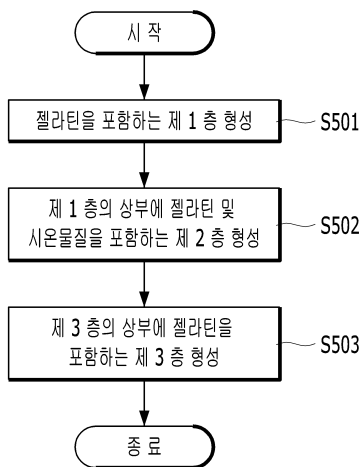 시 작
젤라틴을 포함하는 제 1 층 형성
S501
제 1 층의 상부에 젤라틴 및
시온물질을 포함하는 제 2 층 형성
S502
제 3 층의 상부에 젤라틴을
포함하는 제 3 층 형성
S503
종 료